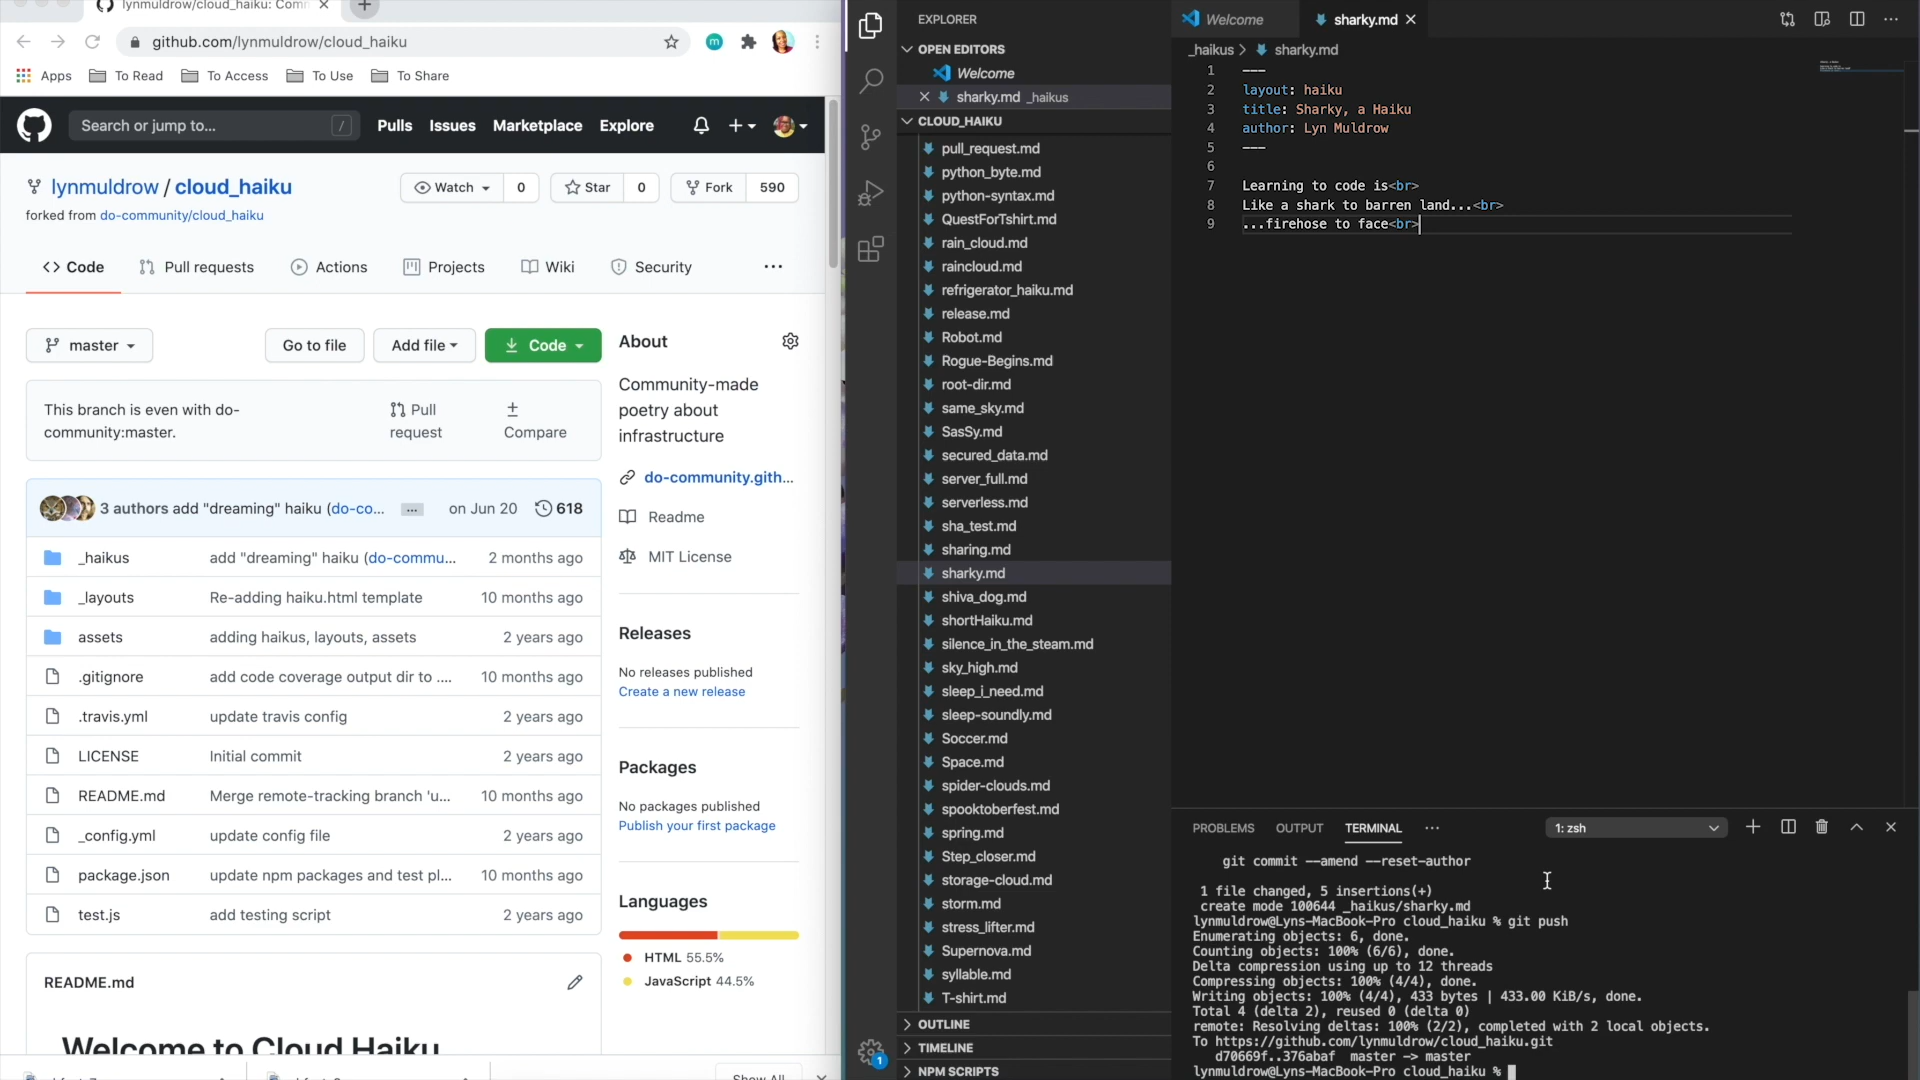 lynmuldrow/cloud_haiku: Comm
github.com/lynmuldrow/cloud_haiku
m
Apps To Read To Access To Use To Share
Search or jump to... /
Pulls Issues Marketplace Explore
lynmuldrow / cloud_haiku
forked from do-community/cloud_haiku
Watch 0 Star 0 Fork 590
Code Pull requests Actions Projects Wiki Security ...
master Go to file Add file Code
This branch is even with do-
community:master.
Pull
request
Compare
3 authors add "dreaming" haiku (do-co... ... on Jun 20 618
_haikus add "dreaming" haiku (do-commu... 2 months ago
_layouts Re-adding haiku.html template 10 months ago
assets adding haikus, layouts, assets 2 years ago
.gitignore add code coverage output dir to .... 10 months ago
.travis.yml update travis config 2 years ago
LICENSE Initial commit 2 years ago
README.md Merge remote-tracking branch 'u... 10 months ago
_config.yml update config file 2 years ago
package.json update npm packages and test pl... 10 months ago
test.js add testing script 2 years ago
README.md
Welcome to Cloud Haiku
About
Community-made
poetry about
infrastructure
do-community.gith...
Readme
MIT License
Releases
No releases published
Create a new release
Packages
No packages published
Publish your first package
Languages
HTML 55.5%
JavaScript 44.5%
Show All
EXPLORER
OPEN EDITORS
Welcome
sharky.md _haikus
CLOUD_HAIKU
pull_request.md
python_byte.md
python-syntax.md
QuestForTshirt.md
rain_cloud.md
raincloud.md
refrigerator_haiku.md
release.md
Robot.md
Rogue-Begins.md
root-dir.md
same_sky.md
SasSy.md
secured_data.md
server_full.md
serverless.md
sha_test.md
sharing.md
sharky.md
shiva_dog.md
shortHaiku.md
silence_in_the_steam.md
sky_high.md
sleep_i_need.md
sleep-soundly.md
Soccer.md
Space.md
spider-clouds.md
spooktoberfest.md
spring.md
Step_closer.md
storage-cloud.md
storm.md
stress_lifter.md
Supernova.md
syllable.md
T-shirt.md
OUTLINE
TIMELINE
NPM SCRIPTS
1
Welcome sharky.md
_haikus > sharky.md
1 ---
2 layout: haiku
3 title: Sharky, a Haiku
4 author: Lyn Muldrow
5 ---
6
7 Learning to code is<br>
8 Like a shark to barren land...<br>
9 ...firehose to face<br>
PROBLEMS OUTPUT TERMINAL ... 1: zsh
git commit --amend --reset-author
1 file changed, 5 insertions(+)
create mode 100644 _haikus/sharky.md
lynmuldrow@Lyns-MacBook-Pro cloud_haiku % git push
Enumerating objects: 6, done.
Counting objects: 100% (6/6), done.
Delta compression using up to 12 threads
Compressing objects: 100% (4/4), done.
Writing objects: 100% (4/4), 433 bytes | 433.00 KiB/s, done.
Total 4 (delta 2), reused 0 (delta 0)
remote: Resolving deltas: 100% (2/2), completed with 2 local objects.
To https://github.com/lynmuldrow/cloud_haiku.git
d70669f..376abaf master -> master
lynmuldrow@Lyns-MacBook-Pro cloud_haiku %